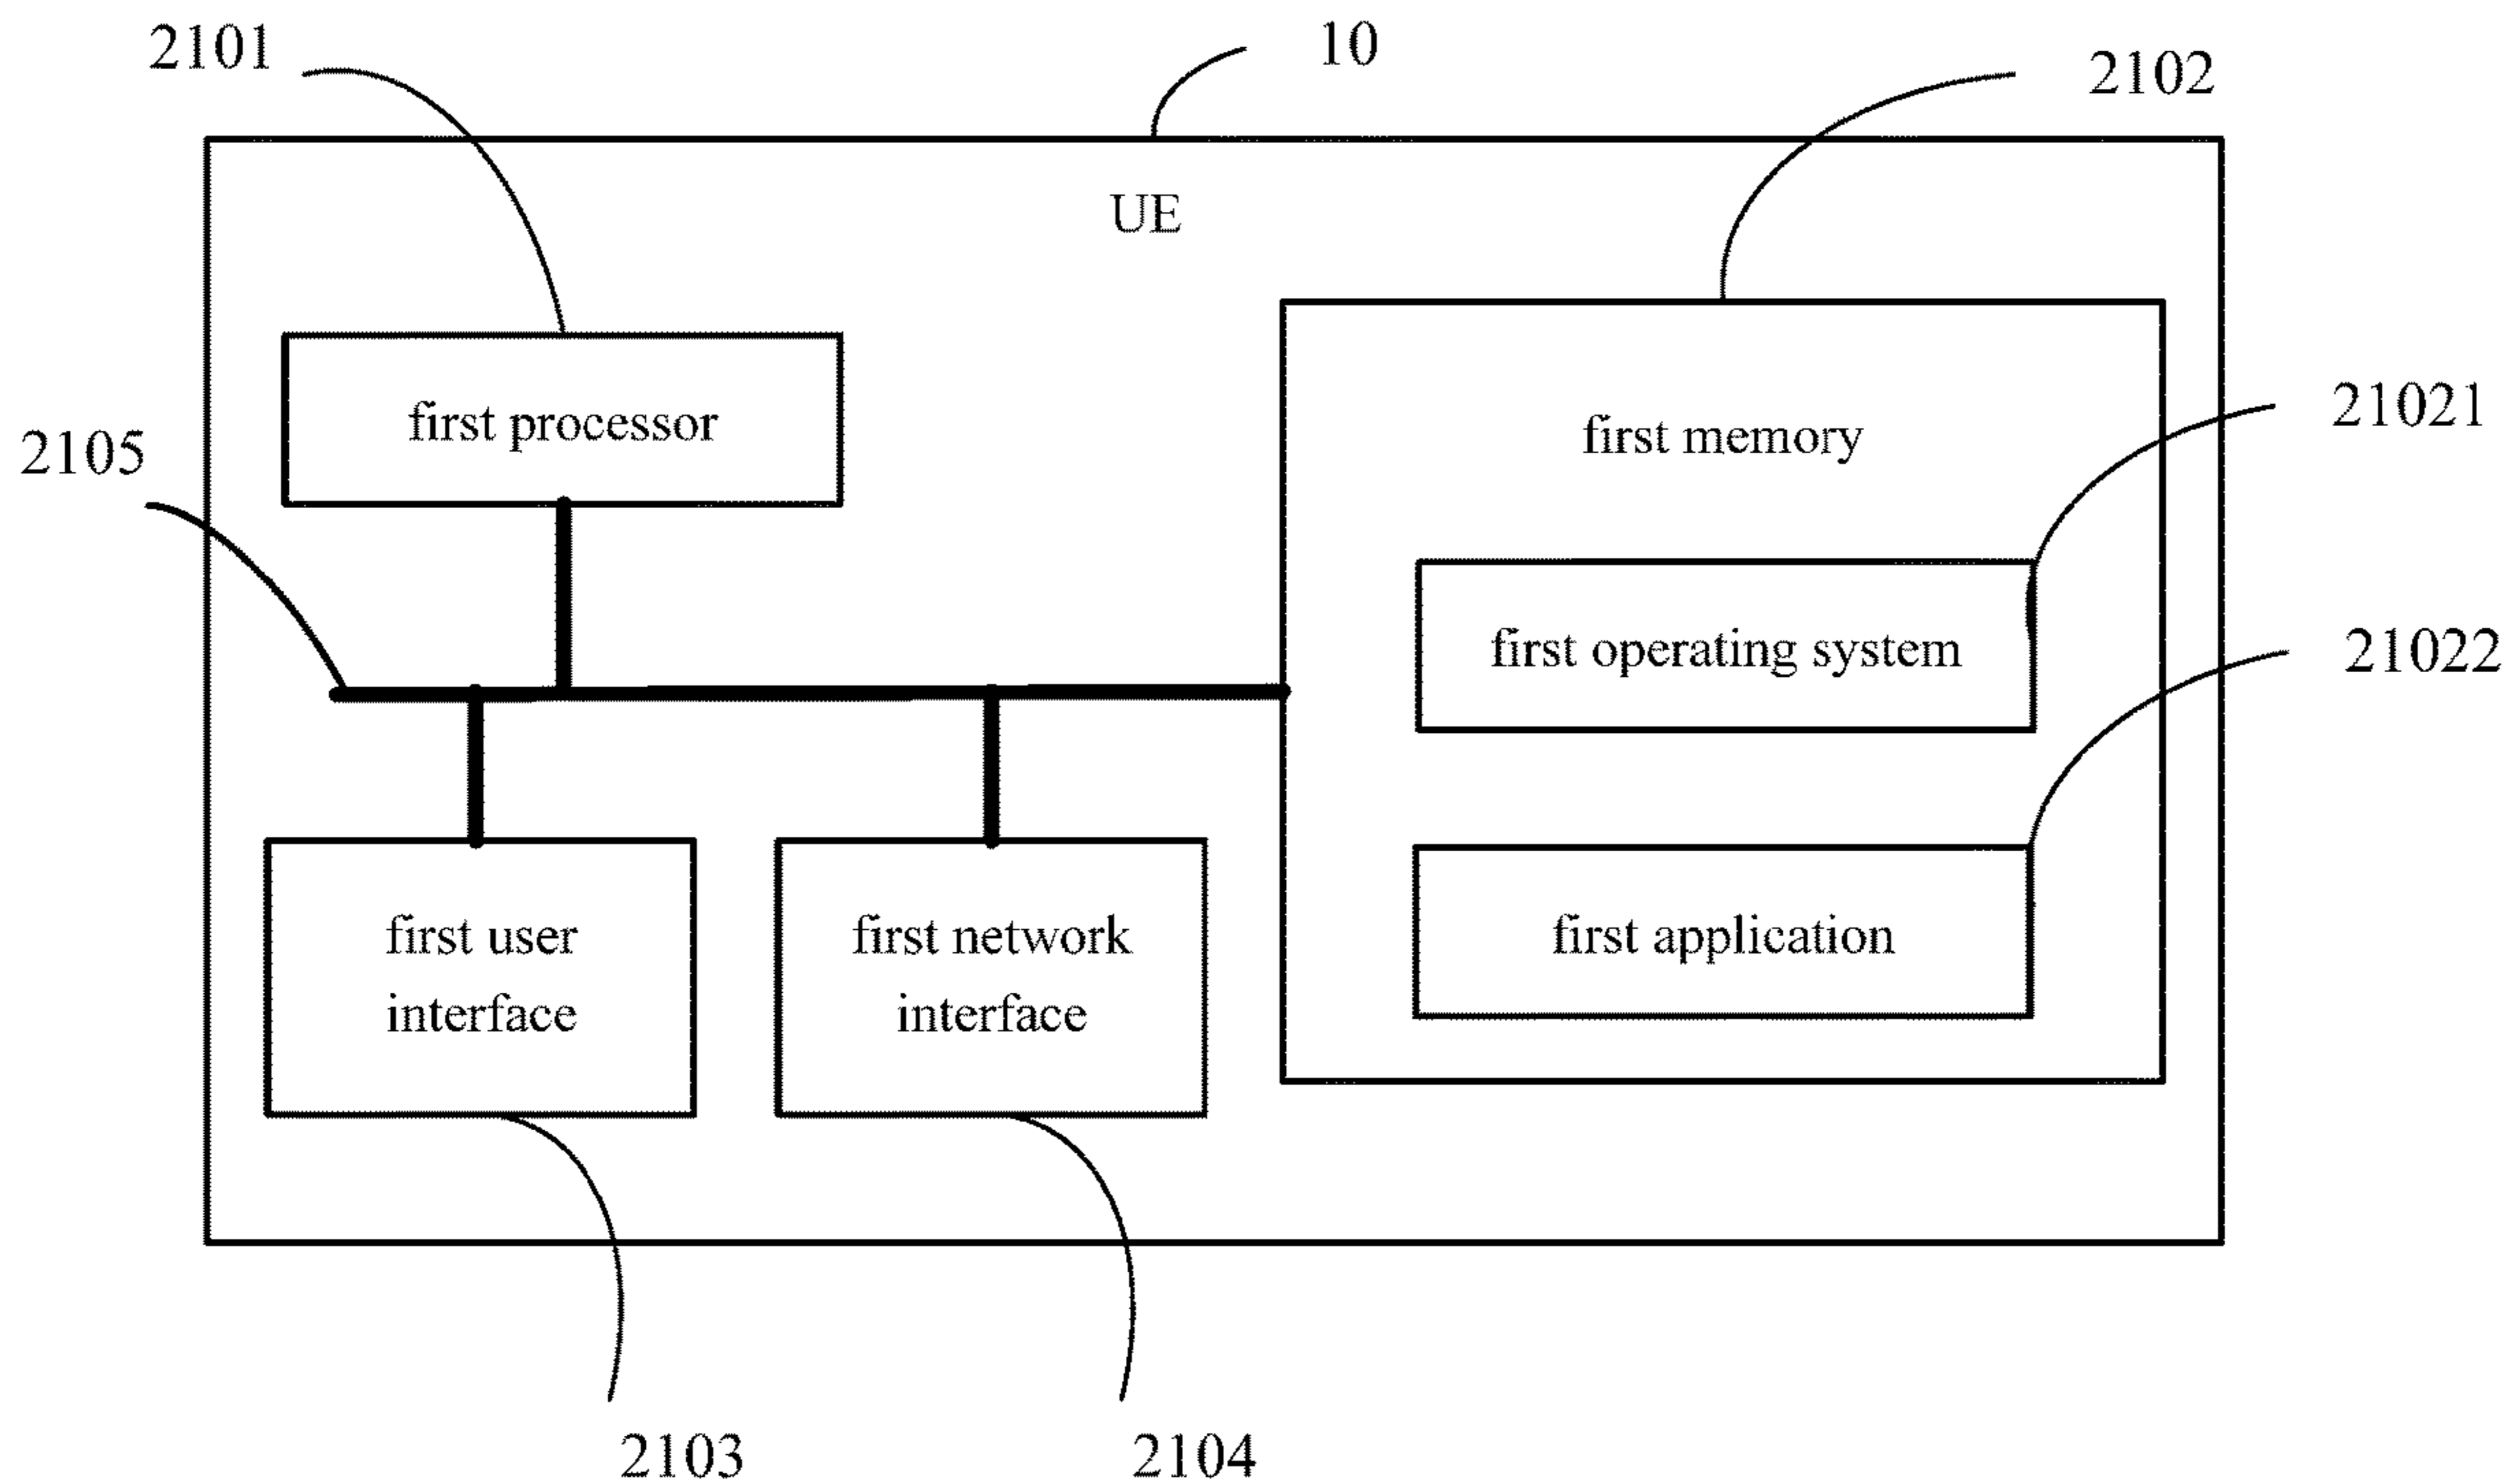 2101
10
2102
UE
first processor
2105
first memory
21021
first operating system
21022
first user
interface
first network
interface
first application
2103
2104